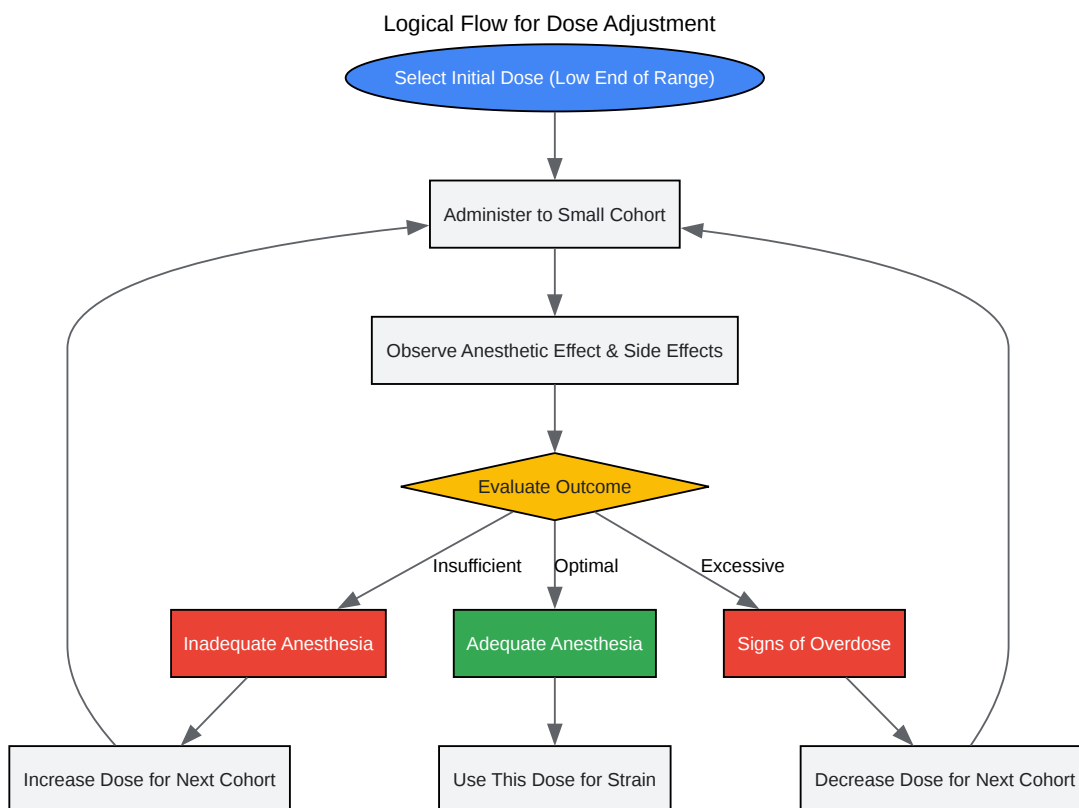 Logical Flow for Dose Adjustment
Select Initial Dose (Low End of Range)
Administer to Small Cohort
Observe Anesthetic Effect & Side Effects
Evaluate Outcome
Insufficient
Optimal
Excessive
Inadequate Anesthesia
Adequate Anesthesia
Signs of Overdose
Increase Dose for Next Cohort
Use This Dose for Strain
Decrease Dose for Next Cohort